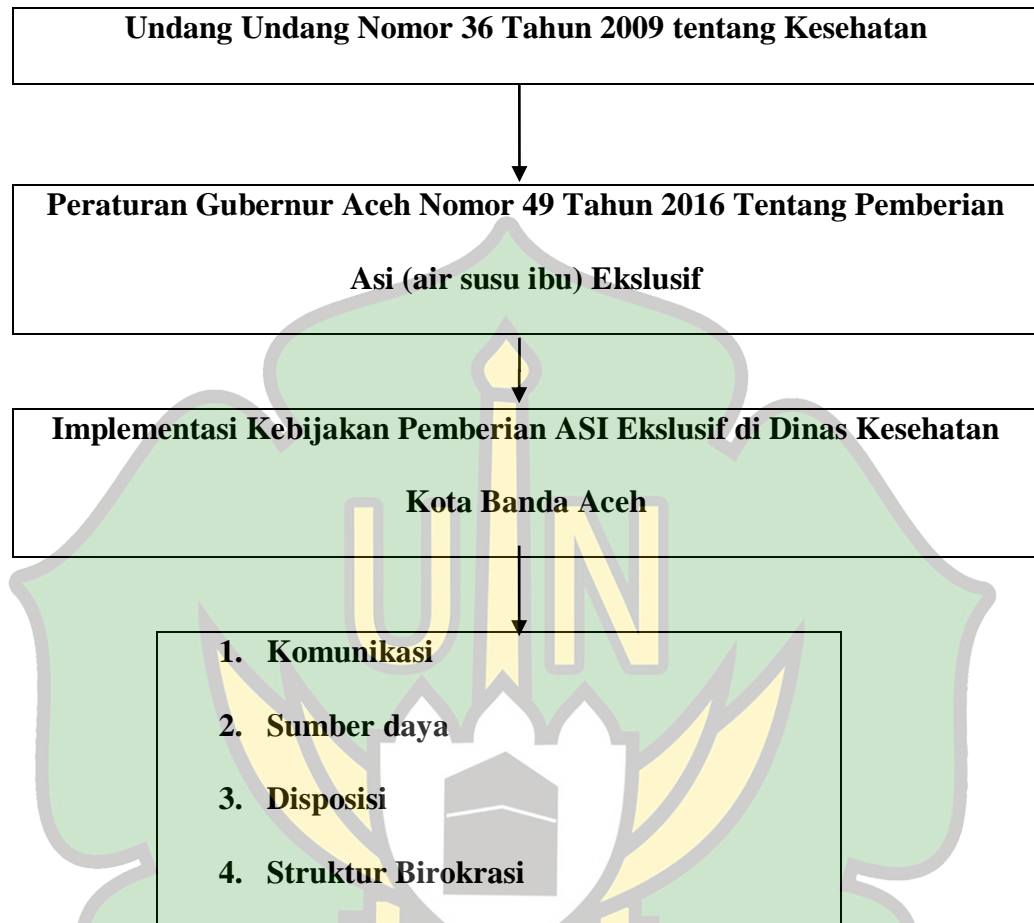 Undang Undang Nomor 36 Tahun 2009 tentang Kesehatan
Peraturan Gubernur Aceh Nomor 49 Tahun 2016 Tentang Pemberian
Asi (air susu ibu) Ekslusif
Implementasi Kebijakan Pemberian ASI Ekslusif di Dinas Kesehatan
Kota Banda Aceh
UIN
1. Komunikasi
2. Sumber daya
3. Disposisi
4. Struktur Birokrasi